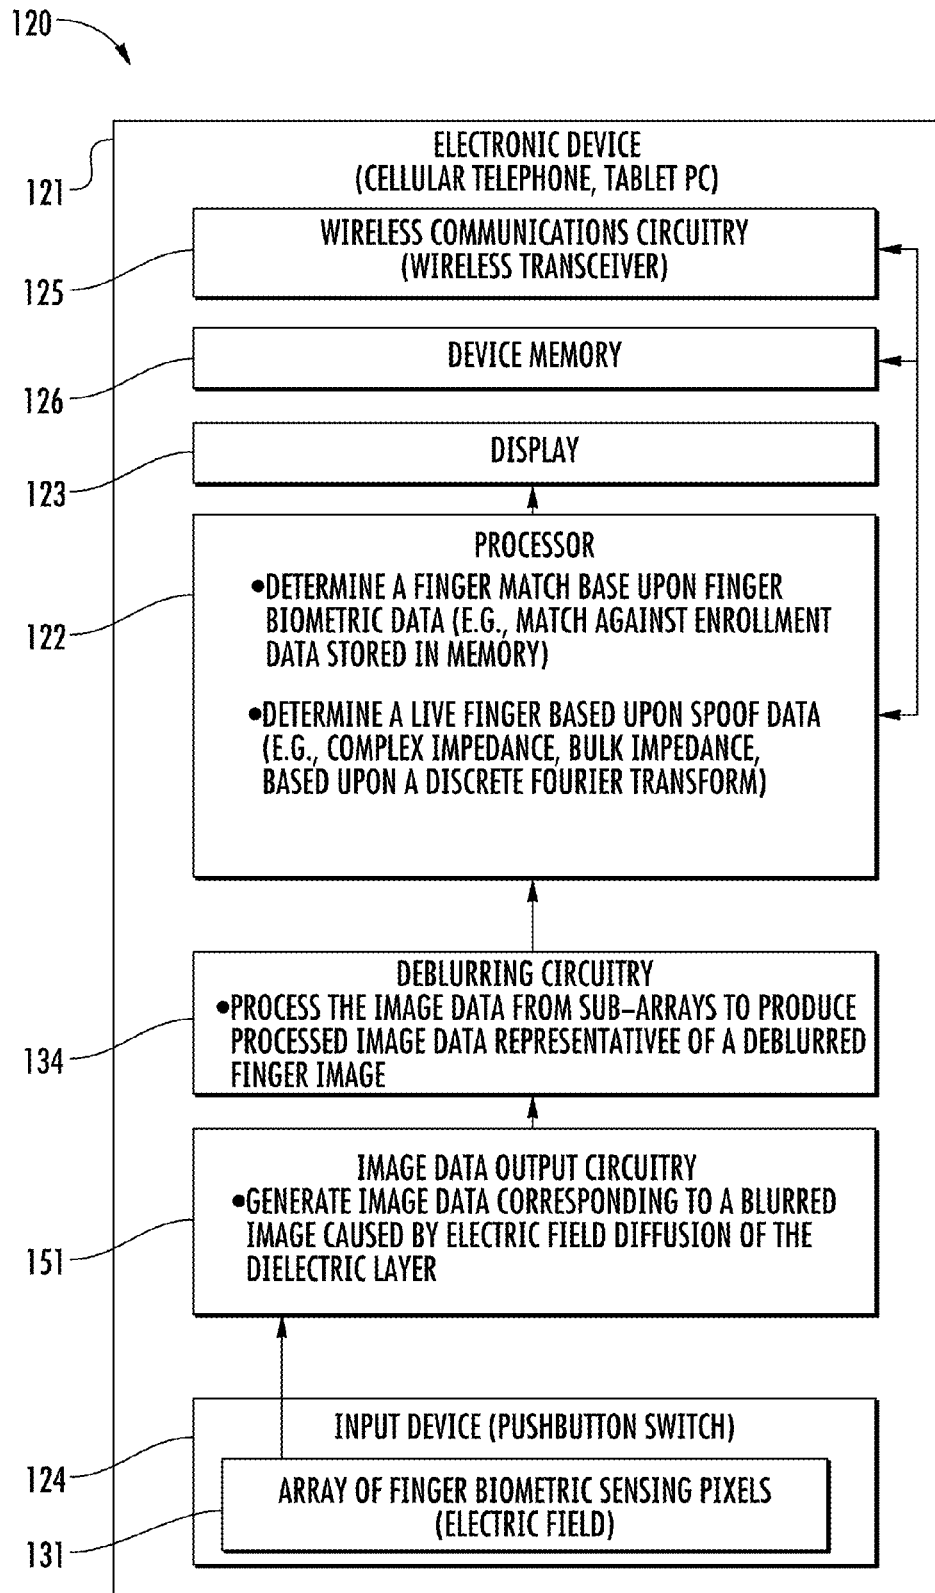 120
121
ELECTRONIC DEVICE
(CELLULAR TELEPHONE, TABLET PC)
WIRELESS COMMUNICATIONS CIRCUITRY
(WIRELESS TRANSCEIVER)
125
DEVICE MEMORY
126
DISPLAY
123
PROCESSOR
•DETERMINE A FINGER MATCH BASE UPON FINGER
BIOMETRIC DATA (E.G., MATCH AGAINST ENROLLMENT
DATA STORED IN MEMORY)
122
•DETERMINE A LIVE FINGER BASED UPON SPOOF DATA
(E.G., COMPLEX IMPEDANCE, BULK IMPEDANCE,
BASED UPON A DISCRETE FOURIER TRANSFORM)
DEBLURRING CIRCUITRY
•PROCESS THE IMAGE DATA FROM SUB-ARRAYS TO PRODUCE
PROCESSED IMAGE DATA REPRESENTATIVEE OF A DEBLURRED
FINGER IMAGE
134
IMAGE DATA OUTPUT CIRCUITRY
•GENERATE IMAGE DATA CORRESPONDING TO A BLURRED
IMAGE CAUSED BY ELECTRIC FIELD DIFFUSION OF THE
DIELECTRIC LAYER
151
INPUT DEVICE (PUSHBUTTON SWITCH)
124
ARRAY OF FINGER BIOMETRIC SENSING PIXELS
(ELECTRIC FIELD)
131